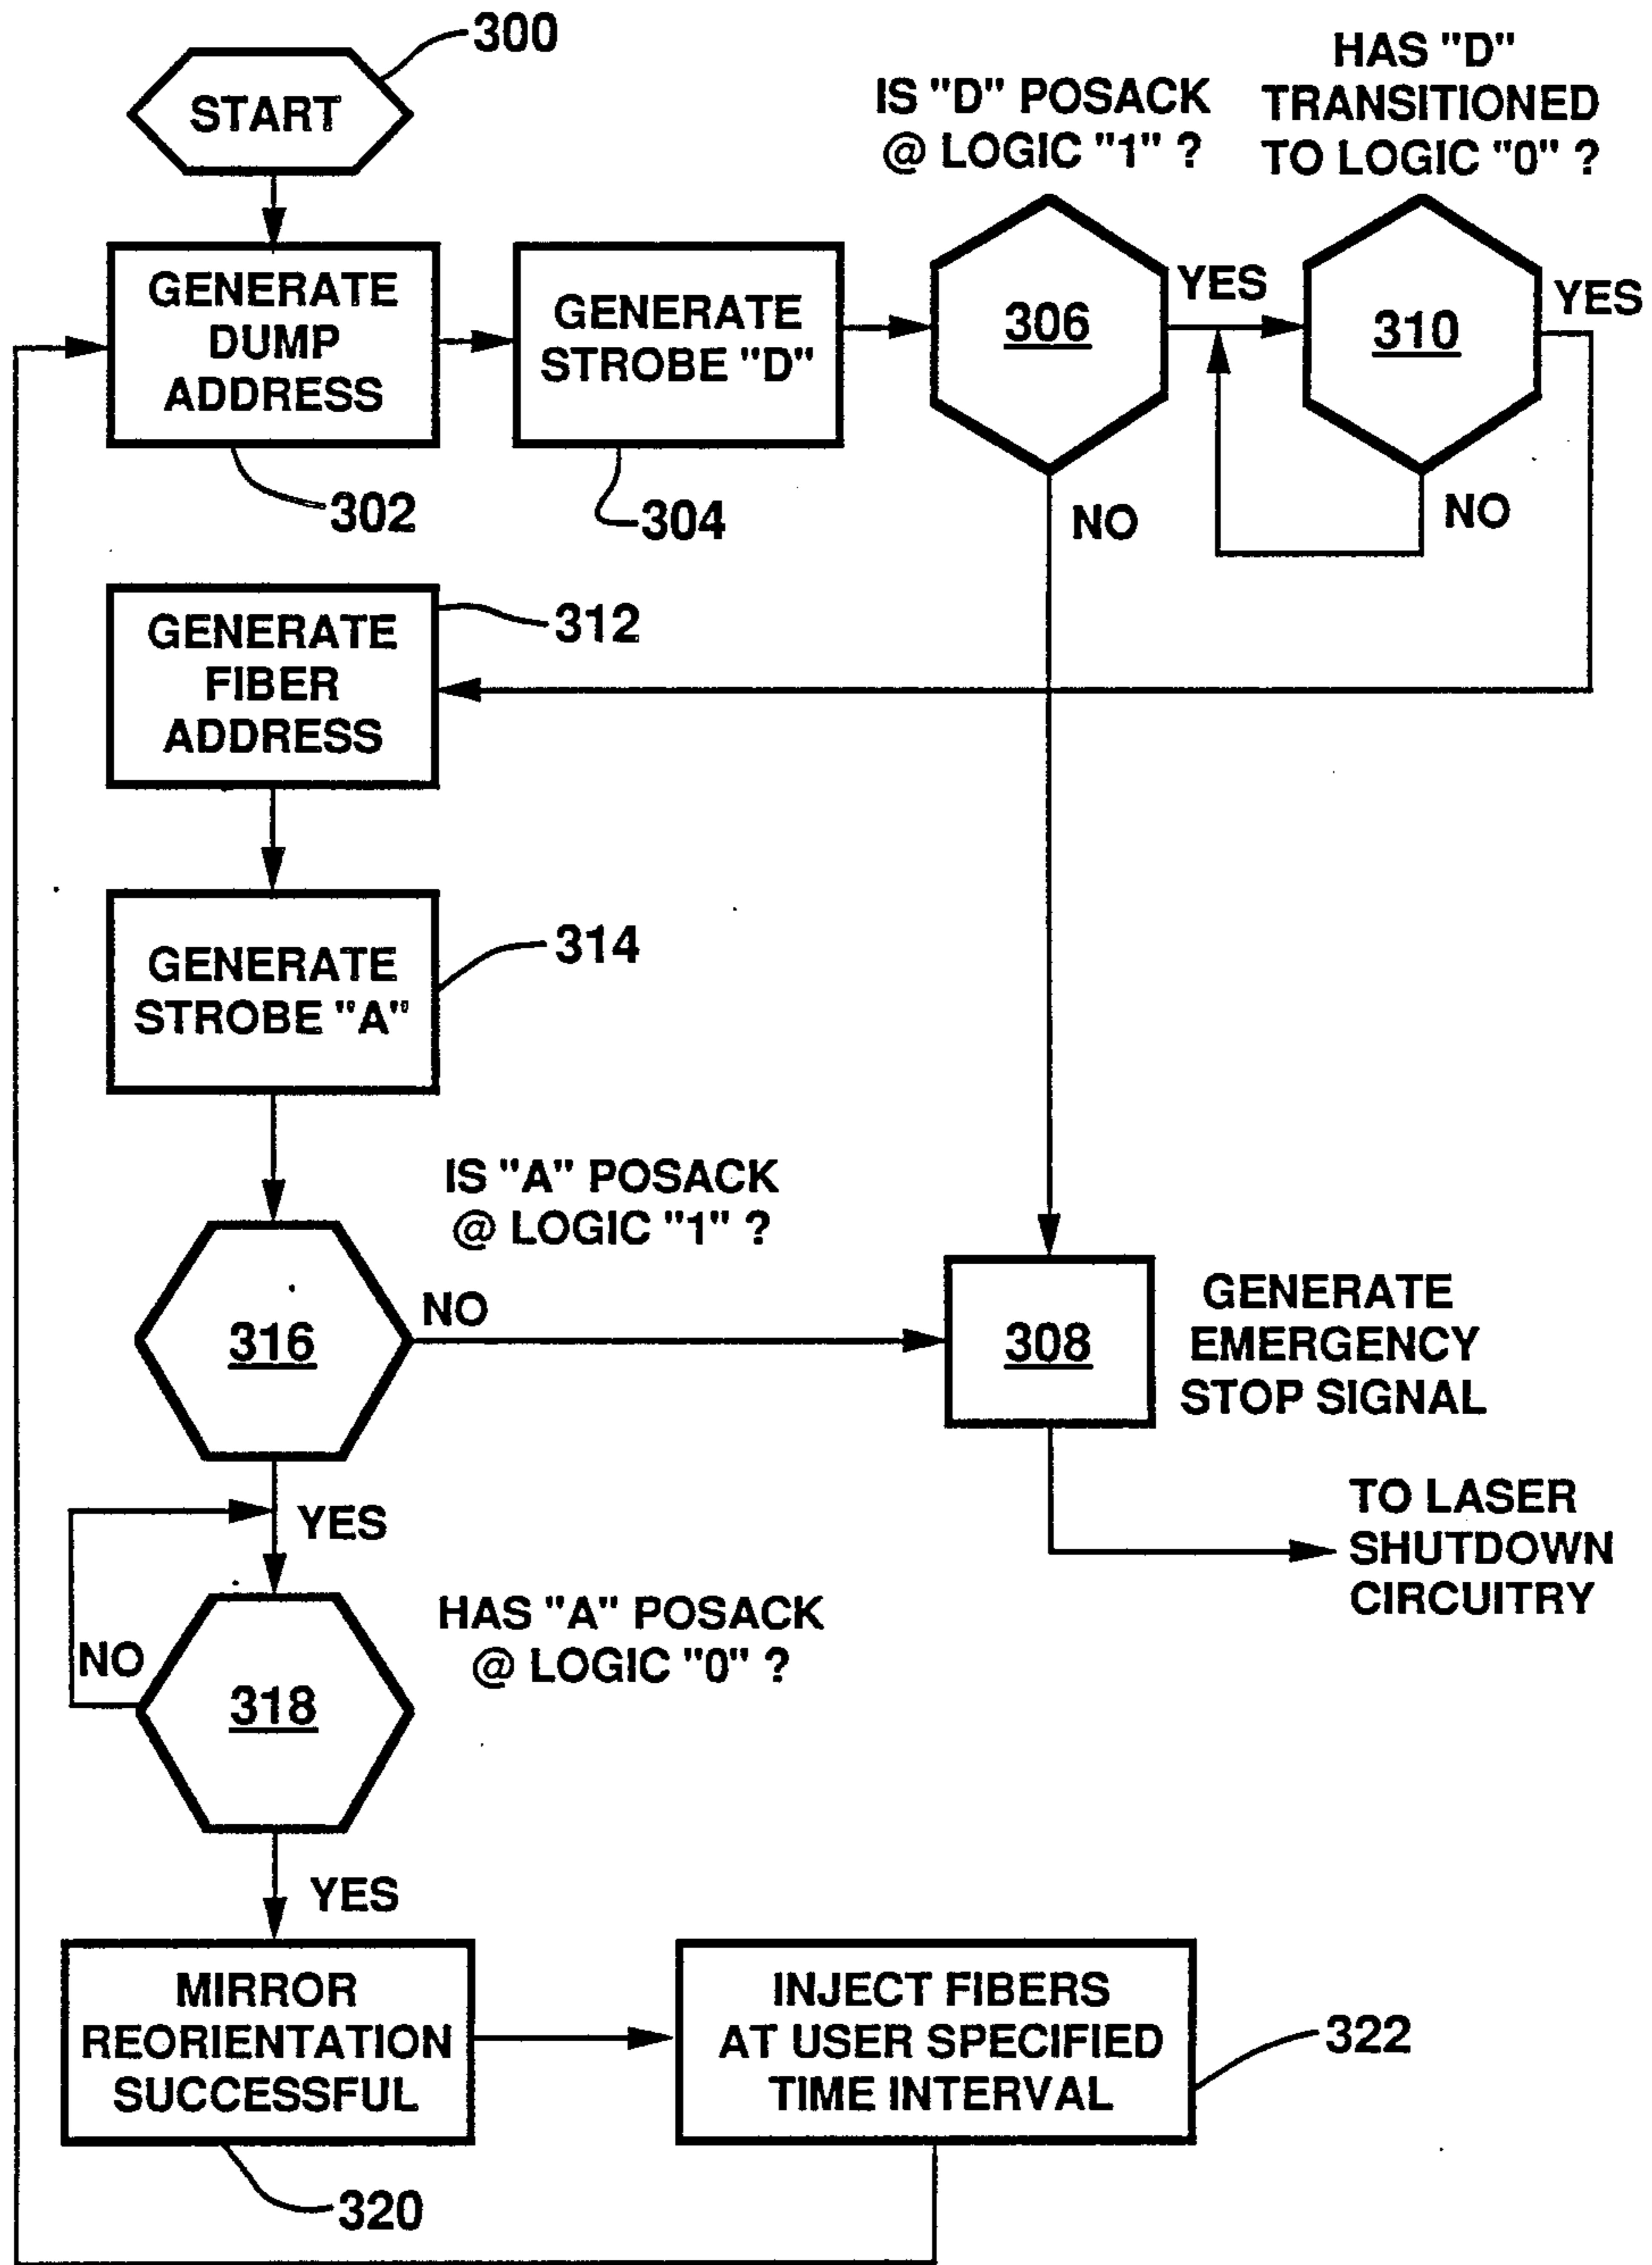 300
START
IS "D" POSACK
@ LOGIC "1" ?
HAS "D"
TRANSITIONED
TO LOGIC "0" ?
GENERATE
DUMP
ADDRESS
302
GENERATE
STROBE "D"
304
306
YES
NO
310
YES
NO
GENERATE
FIBER
ADDRESS
312
GENERATE
STROBE "A"
314
IS "A" POSACK
@ LOGIC "1" ?
316
NO
YES
308
GENERATE
EMERGENCY
STOP SIGNAL
TO LASER
SHUTDOWN
CIRCUITRY
HAS "A" POSACK
@ LOGIC "0" ?
NO
318
YES
MIRROR
REORIENTATION
SUCCESSFUL
320
INJECT FIBERS
AT USER SPECIFIED
TIME INTERVAL
322